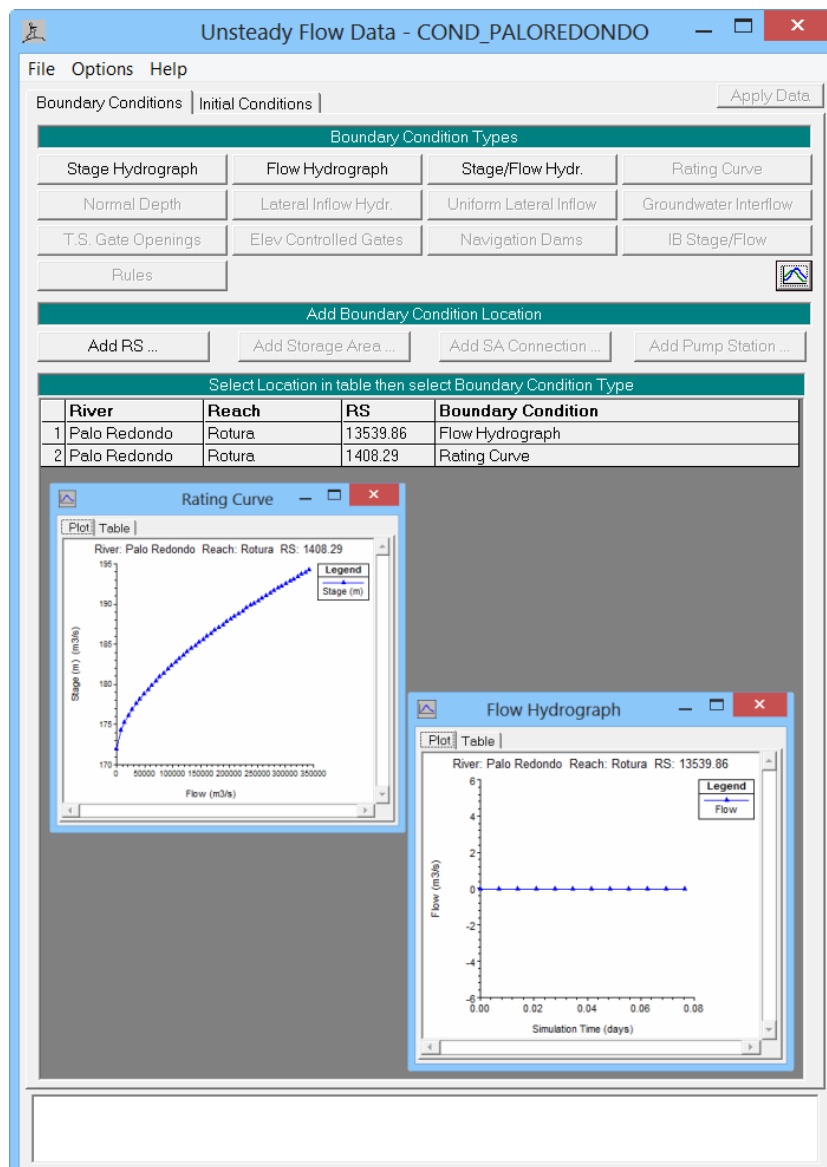 Unsteady Flow Data - COND_PALOREDONDO
File Options Help
Boundary Conditions Initial Conditions Apply Data
Boundary Condition Types
Stage Hydrograph Flow Hydrograph Stage/Flow Hydr. Rating Curve
Normal Depth Lateral Inflow Hydr. Uniform Lateral Inflow Groundwater Interflow
T.S. Gate Openings Elev Controlled Gates Navigation Dams IB Stage/Flow
Rules
Add Boundary Condition Location
Add RS ... Add Storage Area ... Add SA Connection ... Add Pump Station ...
Select Location in table then select Boundary Condition Type
River Reach RS Boundary Condition
1 Palo Redondo Rotura 13539.86 Flow Hydrograph
2 Palo Redondo Rotura 1408.29 Rating Curve
Rating Curve
Plot Table
River: Palo Redondo Reach: Rotura RS: 1408.29
Legend
Stage (m)
195
190
185
180
175
170
Stage (m) (m3/s)
0 50000 100000 150000 200000 250000 300000 350000
Flow (m3/s)
Flow Hydrograph
Plot Table
River: Palo Redondo Reach: Rotura RS: 13539.86
Legend
Flow
6
4
2
0
-2
-4
-6
Flow (m3/s)
0.00 0.02 0.04 0.06 0.08
Simulation Time (days)